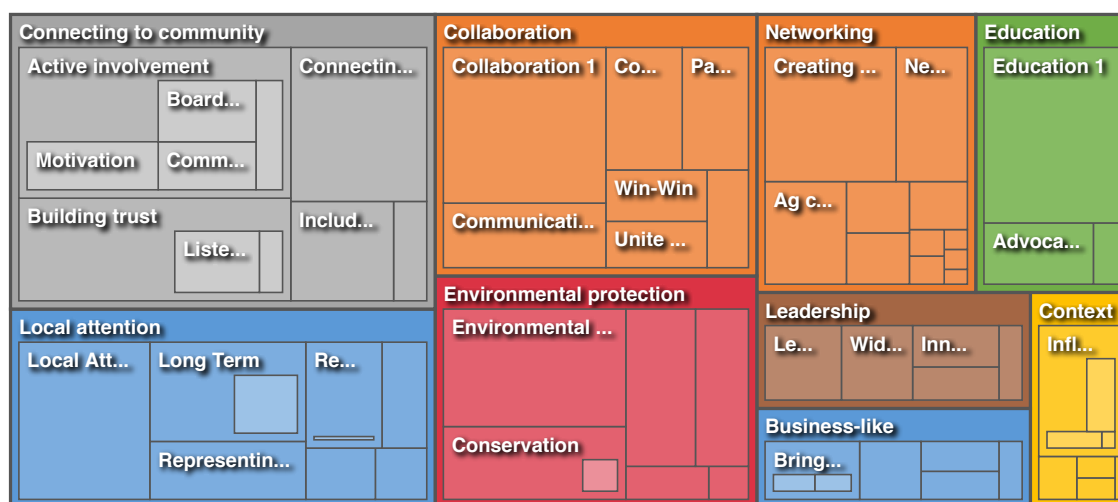 Connecting to community
Active involvement
Board...
Motivation
Comm...
Connectin...
Building trust
Liste...
Includ...
Collaboration
Collaboration 1
Co...
Pa...
Win-Win
Communicati...
Unite ...
Networking
Creating ...
Ne...
Ag c...
Education
Education 1
Advoca...
Local attention
Local Att...
Long Term
Re...
Representin...
Environmental protection
Environmental ...
Conservation
Leadership
Le...
Wid...
Inn...
Context
Infl...
Business-like
Bring...